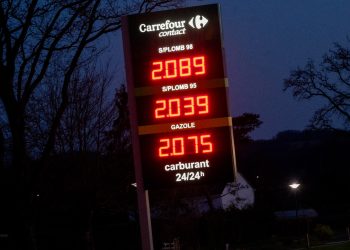 Carrefour
contact
S/PLOMB 98
2.089
S/PLOMB 95
2.039
GAZOLE
2.075
carburant
24/24h